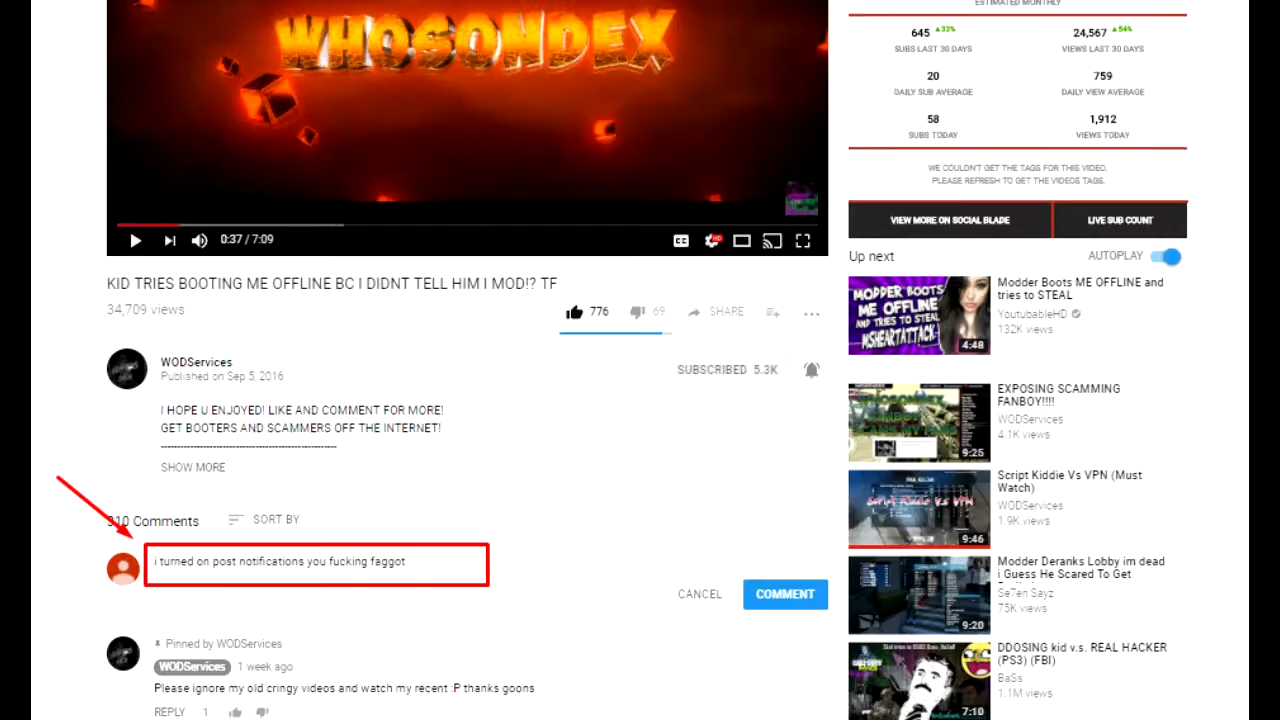 ESTIMATED MONTHLY
WHOSONDEX
645 ▲33%
SUBS LAST 30 DAYS
24,567 ▲54%
VIEWS LAST 30 DAYS
20
DAILY SUB AVERAGE
759
DAILY VIEW AVERAGE
58
SUBS TODAY
1,912
VIEWS TODAY
WE COULDN'T GET THE TAGS FOR THIS VIDEO.
PLEASE REFRESH TO GET THE VIDEOS TAGS.
VIEW MORE ON SOCIAL BLADE
LIVE SUB COUNT
0:37 / 7:09
CC
HD
KID TRIES BOOTING ME OFFLINE BC I DIDNT TELL HIM I MOD!? TF
34,709 views
776
69
SHARE
WODServices
Published on Sep 5, 2016
SUBSCRIBED 5.3K
I HOPE U ENJOYED! LIKE AND COMMENT FOR MORE!
GET BOOTERS AND SCAMMERS OFF THE INTERNET!
SHOW MORE
310 Comments
SORT BY
i turned on post notifications you fucking faggot
CANCEL
COMMENT
Pinned by WODServices
WODServices 1 week ago
Please ignore my old cringy videos and watch my recent :P thanks goons
REPLY 1
Up next
AUTOPLAY
MODDER BOOTS
ME OFFLINE
AND TRIES TO STEAL
MSHEARTATTACK
4:48
Modder Boots ME OFFLINE and
tries to STEAL
YoutubableHD
132K views
WHOSONDEX
9:25
EXPOSING SCAMMING
FANBOY!!!!
WODServices
4.1K views
Script Kiddie Vs VPN
9:46
Script Kiddie Vs VPN (Must
Watch)
WODServices
1.9K views
9:20
Modder Deranks Lobby im dead
i Guess He Scared To Get
Se7en Sayz
75K views
7:10
DDOSING kid v.s. REAL HACKER
(PS3) (FBI)
BaSs
1.1M views